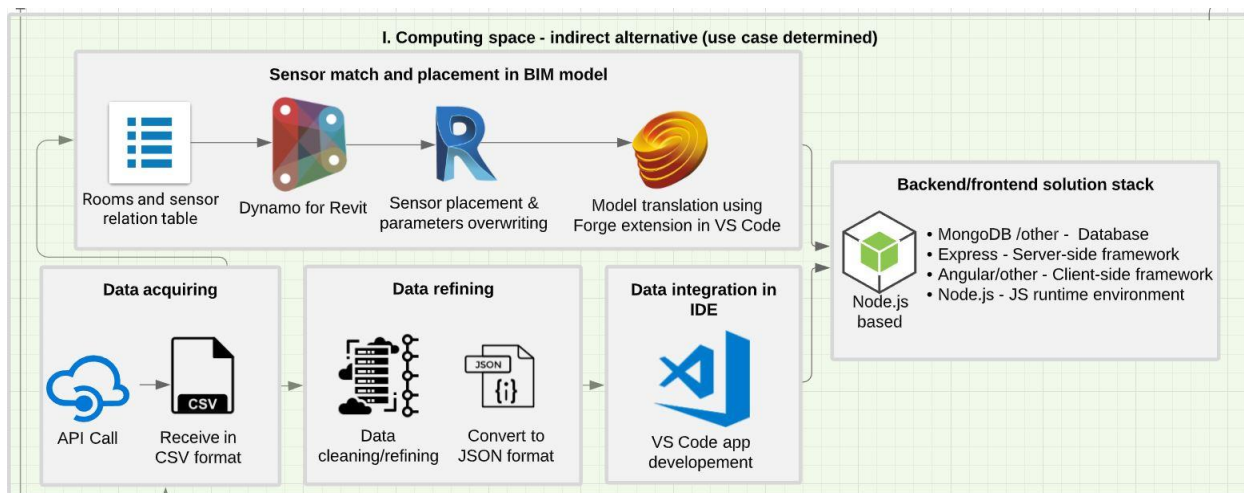 I. Computing space - indirect alternative (use case determined)
Sensor match and placement in BIM model
Rooms and sensor
relation table
Dynamo for Revit
Sensor placement &
parameters overwriting
Model translation using
Forge extension in VS Code
Backend/frontend solution stack
Node.js
based
• MongoDB /other - Database
• Express - Server-side framework
• Angular/other - Client-side framework
• Node.js - JS runtime environment
Data acquiring
API Call
CSV
Receive in
CSV format
Data refining
Data
cleaning/refining
JSON
{i}
Convert to
JSON format
Data integration in
IDE
VS Code app
developement